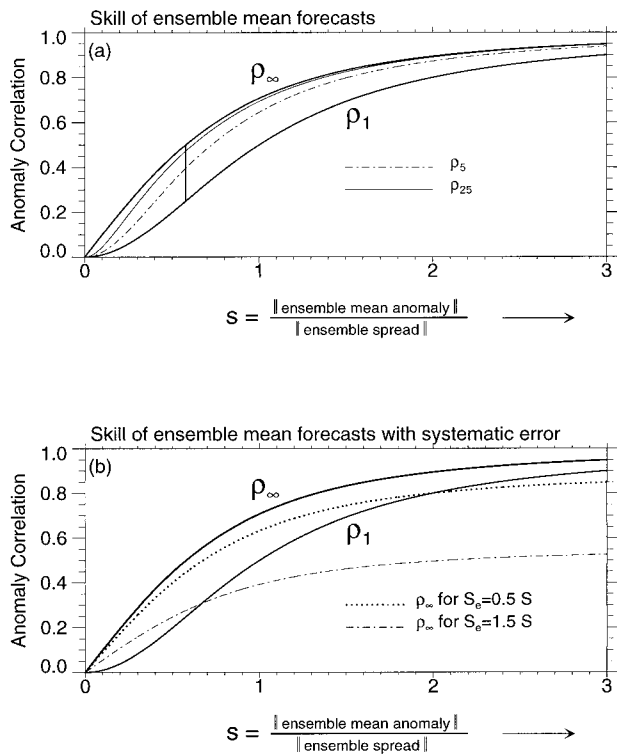 Skill of ensemble mean forecasts
(a)
1.0
0.8
0.6
0.4
0.2
0.0
Anomaly Correlation
ρ∞
ρ1
ρ5
ρ25
0 1 2 3
s = ‖ ensemble mean anomaly ‖
‖ ensemble spread ‖
Skill of ensemble mean forecasts with systematic error
(b)
1.0
0.8
0.6
0.4
0.2
0.0
Anomaly Correlation
ρ∞
ρ1
ρ∞ for Se=0.5 S
ρ∞ for Se=1.5 S
0 1 2 3
s = ‖ ensemble mean anomaly ‖
‖ ensemble spread ‖